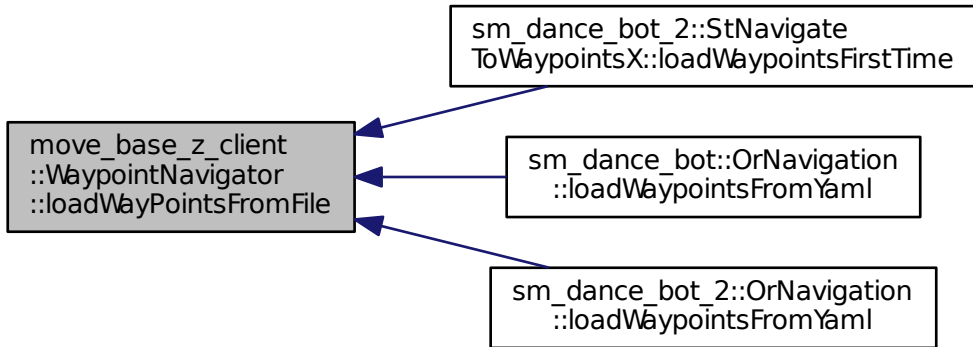 move_base_z_client
::WaypointNavigator
::loadWayPointsFromFile
sm_dance_bot_2::StNavigate
ToWaypointsX::loadWaypointsFirstTime
sm_dance_bot::OrNavigation
::loadWaypointsFromYaml
sm_dance_bot_2::OrNavigation
::loadWaypointsFromYaml